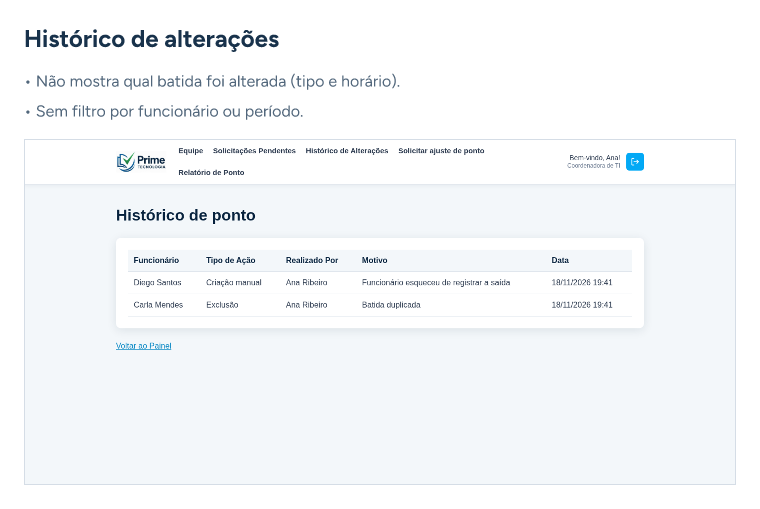 Histórico de alterações
• Não mostra qual batida foi alterada (tipo e horário).
• Sem filtro por funcionário ou período.
Prime
TECNOLOGIA
Equipe Solicitações Pendentes Histórico de Alterações Solicitar ajuste de ponto
Relatório de Ponto
Bem-vindo, Ana!
Coordenadora de TI
Histórico de ponto
Funcionário Tipo de Ação Realizado Por Motivo Data
Diego Santos Criação manual Ana Ribeiro Funcionário esqueceu de registrar a saída 18/11/2026 19:41
Carla Mendes Exclusão Ana Ribeiro Batida duplicada 18/11/2026 19:41
Voltar ao Painel